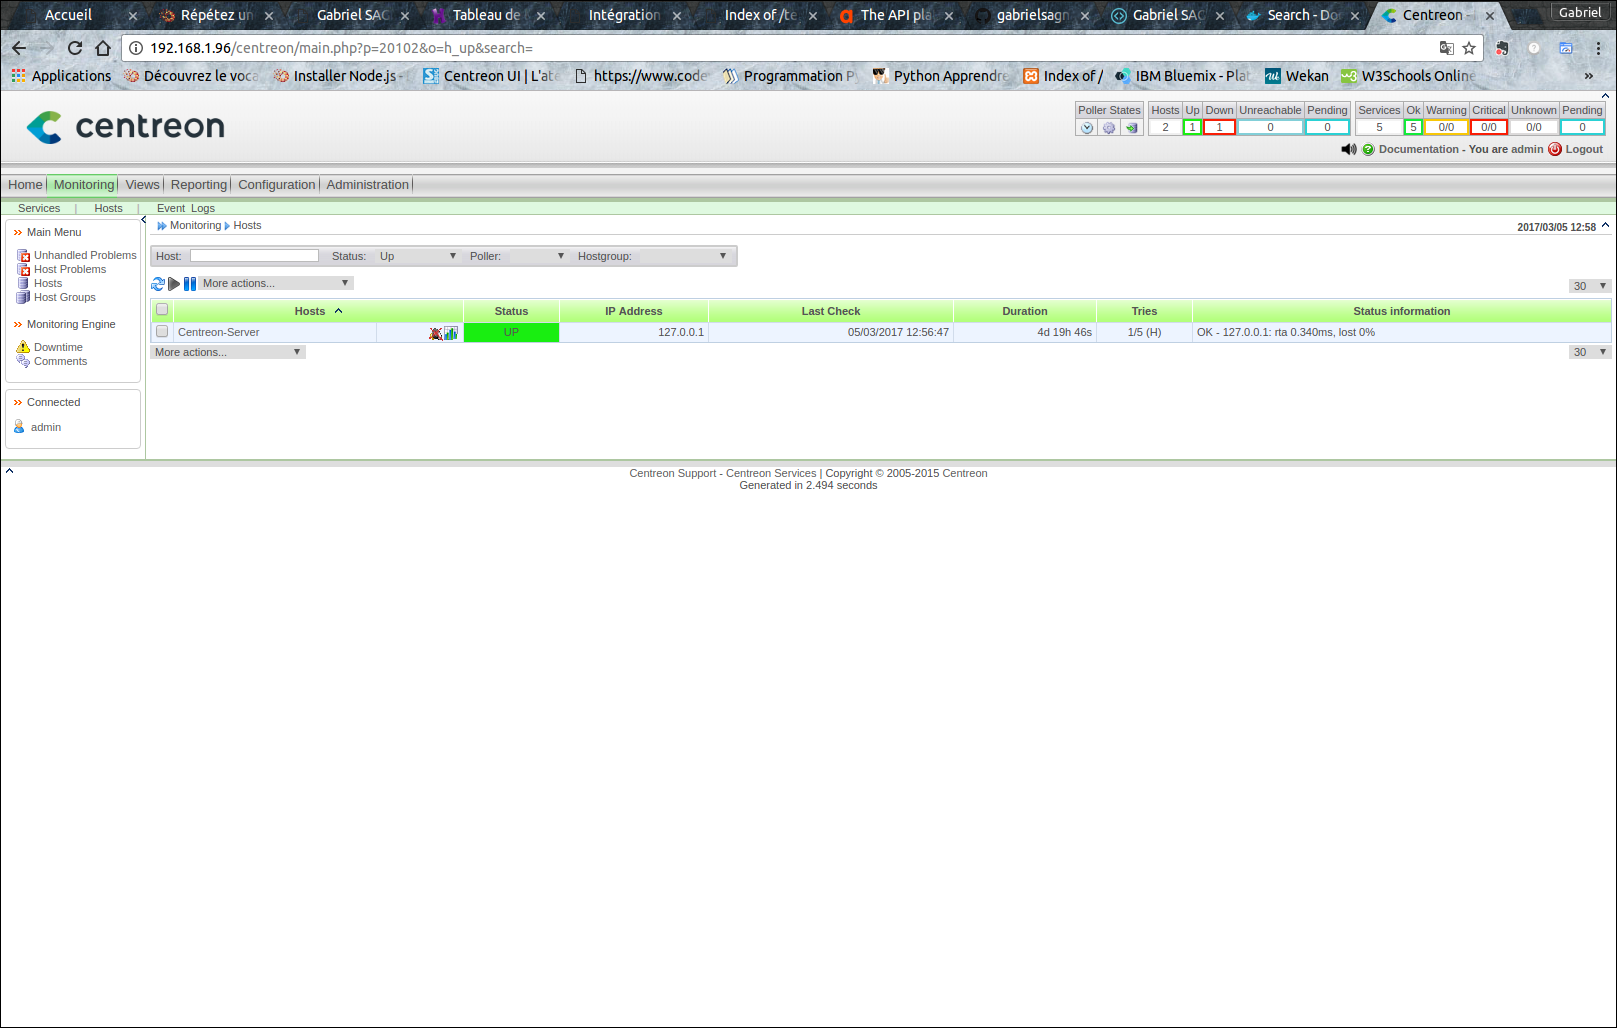 Accueil Répétez un Gabriel SAG Tableau de Intégration Index of /te The API pla gabrielsagn Gabriel SAG Search - Do Centreon - Gabriel
192.168.1.96/centreon/main.php?p=20102&o=h_up&search=
Applications Découvrez le voca Installer Node.js - Centreon UI | L'ate https://www.code Programmation P Python Apprendre Index of / IBM Bluemix - Plat Wekan W3Schools Online »
centreon
Poller States Hosts Up Down Unreachable Pending Services Ok Warning Critical Unknown Pending
2 1 1 0 0 5 5 0/0 0/0 0/0 0
Documentation - You are admin Logout
Home Monitoring Views Reporting Configuration Administration
Services | Hosts | Event Logs
Main Menu
Unhandled Problems
Host Problems
Hosts
Host Groups
Monitoring Engine
Downtime
Comments
Connected
admin
Monitoring Hosts 2017/03/05 12:58
Host: Status: Up Poller: Hostgroup:
More actions... 30
Hosts Status IP Address Last Check Duration Tries Status information
Centreon-Server UP 127.0.0.1 05/03/2017 12:56:47 4d 19h 46s 1/5 (H) OK - 127.0.0.1: rta 0.340ms, lost 0%
More actions... 30
Centreon Support - Centreon Services | Copyright © 2005-2015 Centreon
Generated in 2.494 seconds